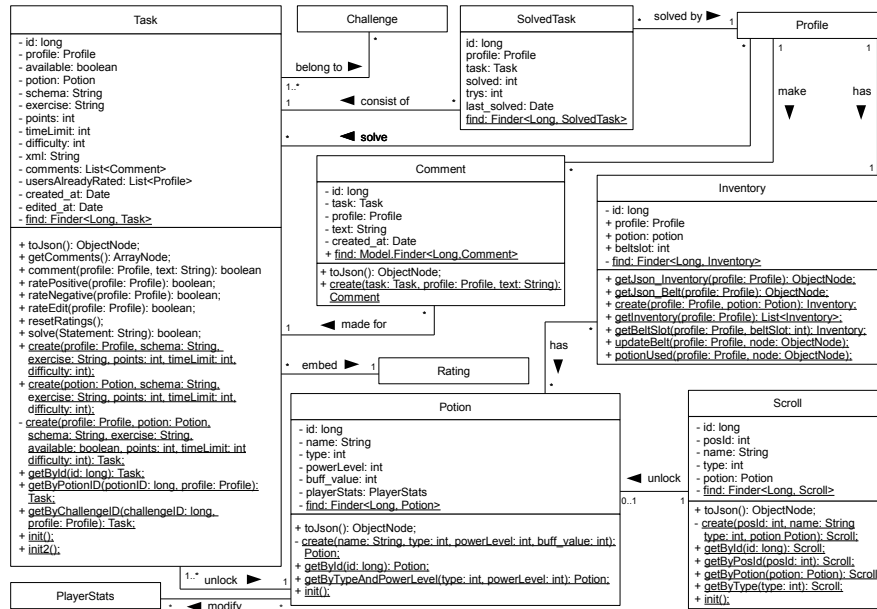 Task
- id: long
- profile: Profile
- available: boolean
- potion: Potion
- schema: String
- exercise: String
- points: int
- timeLimit: int
- difficulty: int
- xml: String
- comments: List<Comment>
- usersAlreadyRated: List<Profile>
- created_at: Date
- edited_at: Date
- find: Finder<Long, Task>
+ toJson(): ObjectNode;
+ getComments(): ArrayNode;
+ comment(profile: Profile, text: String): boolean
+ ratePositive(profile: Profile): boolean;
+ rateNegative(profile: Profile): boolean;
+ rateEdit(profile: Profile): boolean;
+ resetRatings();
+ solve(Statement: String): boolean;
+ create(profile: Profile, schema: String,
exercise: String, points: int, timeLimit: int,
difficulty: int);
+ create(potion: Potion, schema: String,
exercise: String, points: int, timeLimit: int,
difficulty: int);
- create(profile: Profile, potion: Potion,
schema: String, exercise: String,
available: boolean, points: int, timeLimit: int
difficulty: int): Task;
+ getById(id: long): Task;
+ getByPotionID(potionID: long, profile: Profile):
Task;
+ getByChallengeID(challengeID: long,
profile: Profile): Task;
+ init();
+ init2();
Challenge
*
belong to
1..*
SolvedTask
id: long
profile: Profile
task: Task
solved: int
trys: int
last_solved: Date
find: Finder<Long, SolvedTask>
* solved by 1
Profile
1 consist of *
* solve *
1 make *
1 has 1
Comment
- id: long
- task: Task
- profile: Profile
- text: String
- created_at: Date
+ find: Model.Finder<Long,Comment>
+ toJson(): ObjectNode;
+ create(task: Task, profile: Profile, text: String):
Comment
1 made for *
Inventory
- id: long
+ profile: Profile
+ potion: potion
+ beltslot: int
- find: Finder<Long, Inventory>
+ getJson_Inventory(profile: Profile): ObjectNode;
+ getJson_Belt(profile: Profile): ObjectNode;
+ create(profile: Profile, potion: Potion): Inventory;
+ getInventory(profile: Profile): List<Inventory>;
+ getBeltSlot(profile: Profile, beltSlot: int): Inventory;
+ updateBelt(profile: Profile, node: ObjectNode);
potionUsed(profile: Profile, node: ObjectNode);
* has *
* embed 1
Rating
Potion
- id: long
- name: String
- type: int
- powerLevel: int
- buff_value: int
- playerStats: PlayerStats
- find: Finder<Long, Potion>
+ toJson(): ObjectNode;
- create(name: String, type: int, powerLevel: int, buff_value: int):
Potion;
+ getById(id: long): Potion;
+ getByTypeAndPowerLevel(type: int, powerLevel: int): Potion;
+ init();
unlock
0..1 1
Scroll
- id: long
- posId: int
- name: String
- type: int
- potion: Potion
- find: Finder<Long, Scroll>
+ toJson(): ObjectNode;
- create(posId: int, name: String
type: int, potion Potion): Scroll;
+ getById(id: long): Scroll;
+ getByPosId(posId: int): Scroll;
+ getByPotion(potion: Potion): Scroll;
+ getByType(type: int): Scroll;
+ init();
1..* unlock 1
PlayerStats
* modify *